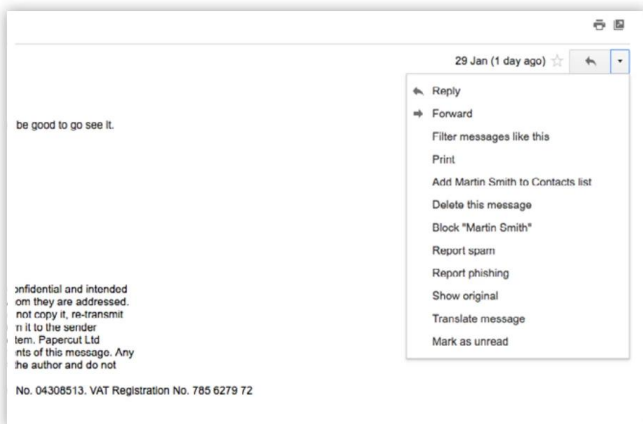 29 Jan (1 day ago)
Reply
Forward
be good to go see it.
Filter messages like this
Print
Add Martin Smith to Contacts list
Delete this message
Block "Martin Smith"
Report spam
Report phishing
onfidential and intended
Show original
om they are addressed.
not copy it, re-transmit
Translate message
n it to the sender
tem. Papercut Ltd
Mark as unread
nts of this message. Any
the author and do not
No. 04308513. VAT Registration No. 785 6279 72